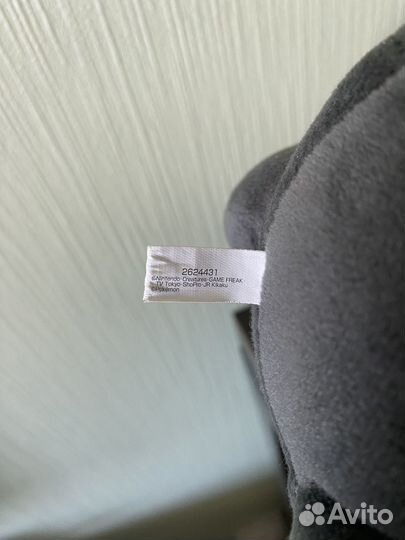 2624431
©Nintendo·Creatures·GAME FREAK
·TV Tokyo·ShoPro·JR Kikaku
©Pokémon
Avito